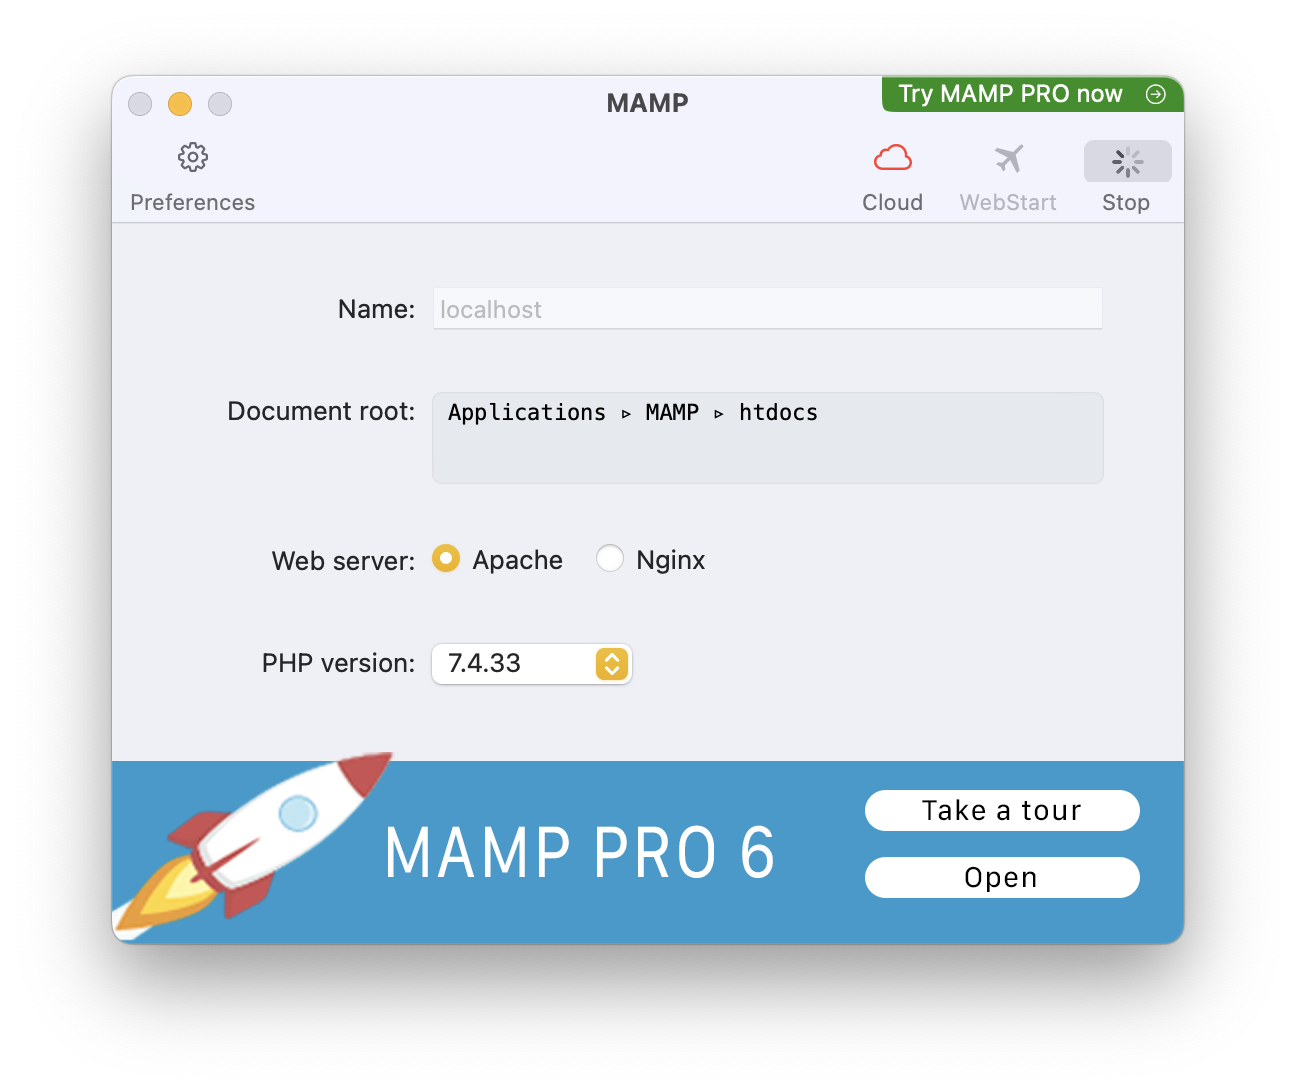 MAMP
Try MAMP PRO now
Preferences
Cloud
WebStart
Stop
Name: localhost
Document root: Applications ▹ MAMP ▹ htdocs
Web server: Apache Nginx
PHP version: 7.4.33
MAMP PRO 6
Take a tour
Open